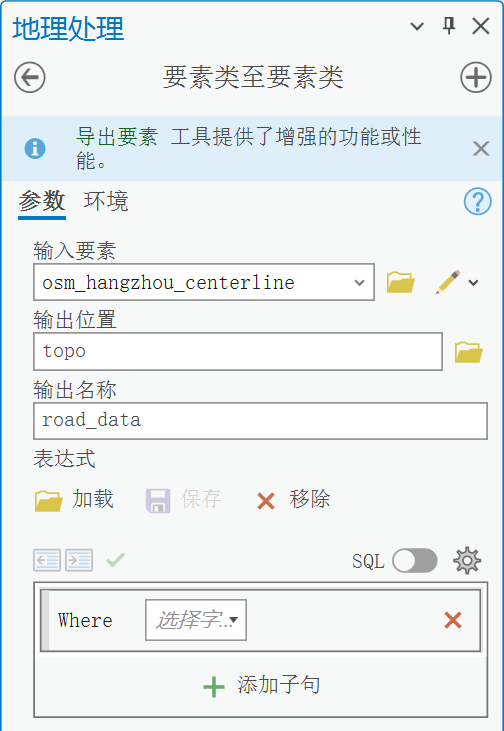 地理处理
要素类至要素类
导出要素 工具提供了增强的功能或性
能。
参数 环境
输入要素
osm_hangzhou_centerline
输出位置
topo
输出名称
road_data
表达式
加载 保存 移除
SQL
Where 选择字...
添加子句